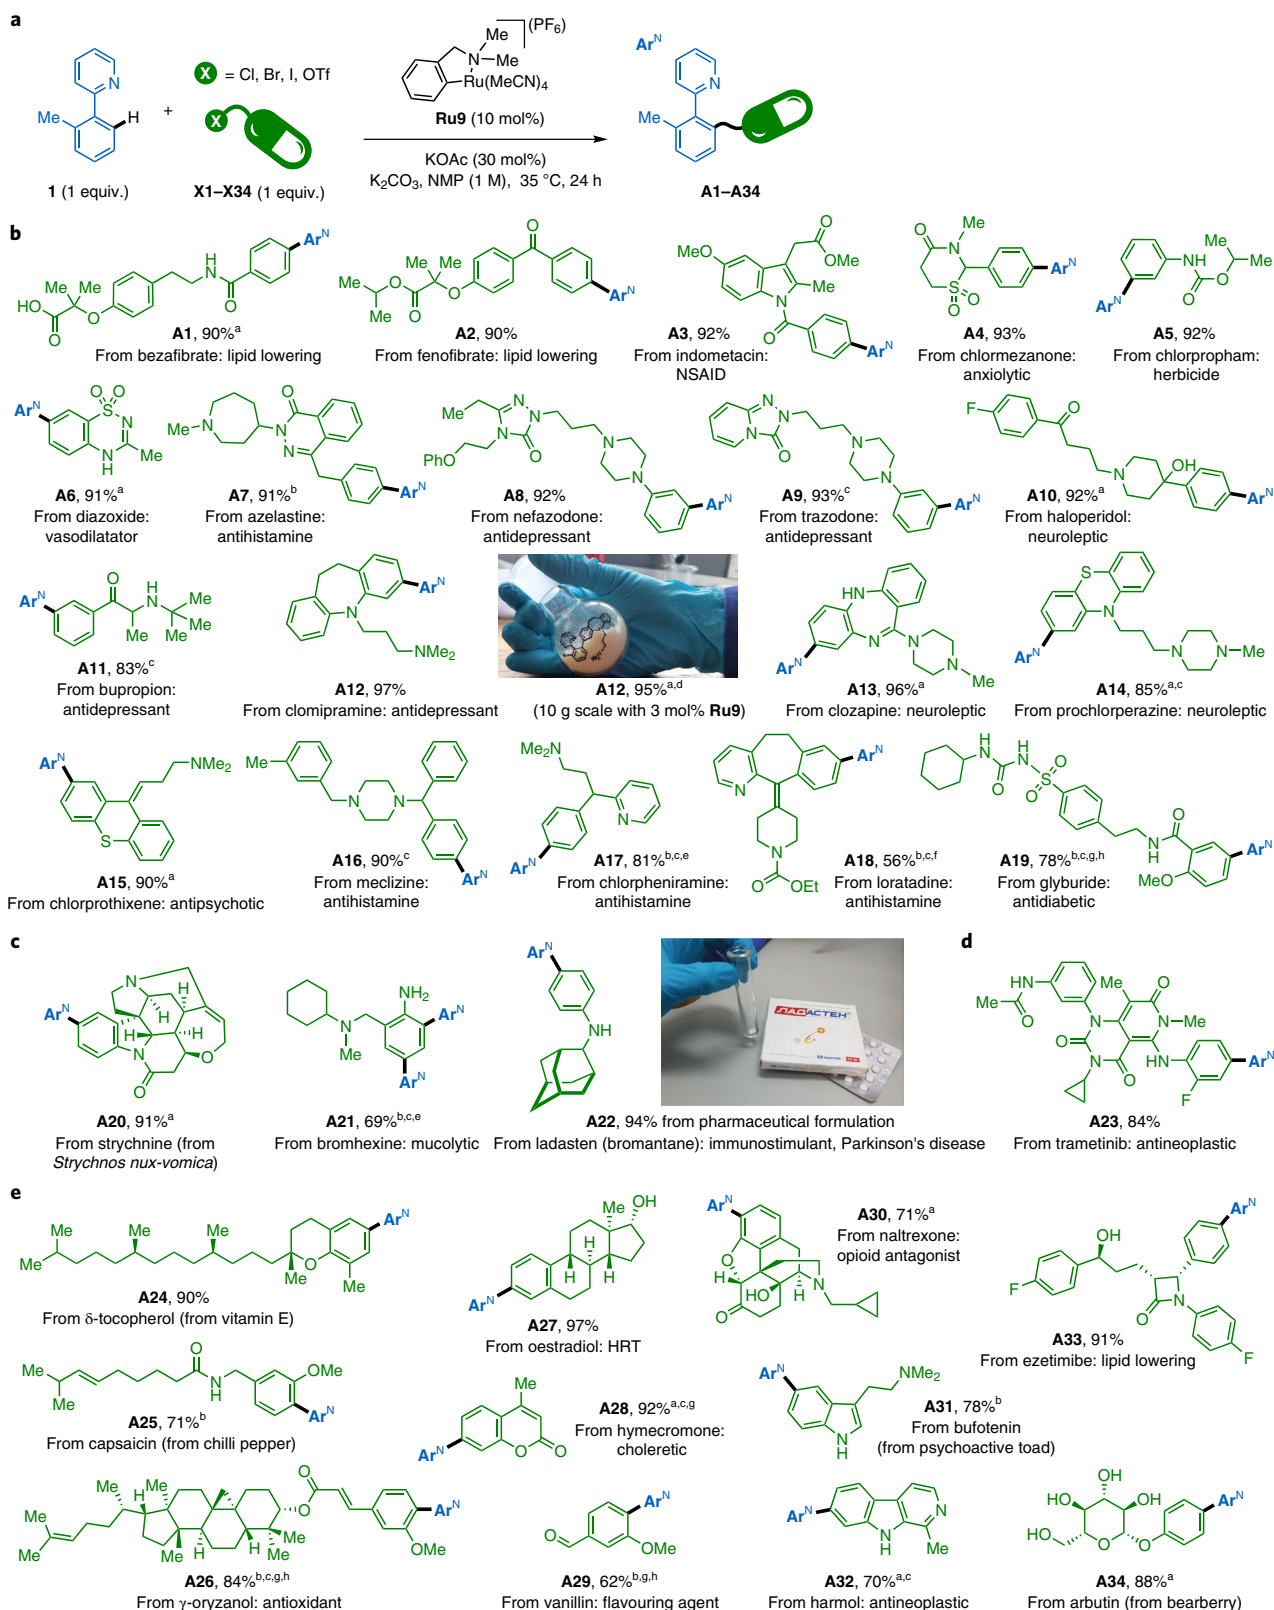 a
(PF6)
Me
N
Me
Ru(MeCN)4
Ru9 (10 mol%)
KOAc (30 mol%)
K2CO3, NMP (1 M), 35 °C, 24 h
N
Me
H
1 (1 equiv.)
+
X = Cl, Br, I, OTf
X
X1–X34 (1 equiv.)
ArN
N
Me
A1–A34
b
A1, 90%a
From bezafibrate: lipid lowering
A2, 90%
From fenofibrate: lipid lowering
A3, 92%
From indometacin:
NSAID
A4, 93%
From chlormezanone:
anxiolytic
A5, 92%
From chlorpropham:
herbicide
A6, 91%a
From diazoxide:
vasodilatator
A7, 91%b
From azelastine:
antihistamine
A8, 92%
From nefazodone:
antidepressant
A9, 93%c
From trazodone:
antidepressant
A10, 92%a
From haloperidol:
neuroleptic
A11, 83%c
From bupropion:
antidepressant
A12, 97%
From clomipramine: antidepressant
A12, 95%a,d
(10 g scale with 3 mol% Ru9)
A13, 96%a
From clozapine: neuroleptic
A14, 85%a,c
From prochlorperazine: neuroleptic
A15, 90%a
From chlorprothixene: antipsychotic
A16, 90%c
From meclizine:
antihistamine
A17, 81%b,c,e
From chlorpheniramine:
antihistamine
A18, 56%b,c,f
From loratadine:
antihistamine
A19, 78%b,c,g,h
From glyburide:
antidiabetic
c
A20, 91%a
From strychnine (from
Strychnos nux-vomica)
A21, 69%b,c,e
From bromhexine: mucolytic
ЛАДАСТЕН
A22, 94% from pharmaceutical formulation
From ladasten (bromantane): immunostimulant, Parkinson's disease
d
A23, 84%
From trametinib: antineoplastic
e
A24, 90%
From δ-tocopherol (from vitamin E)
A25, 71%b
From capsaicin (from chilli pepper)
A26, 84%b,c,g,h
From γ-oryzanol: antioxidant
A27, 97%
From oestradiol: HRT
A28, 92%a,c,g
From hymecromone:
choleretic
A29, 62%b,g,h
From vanillin: flavouring agent
A30, 71%a
From naltrexone:
opioid antagonist
A31, 78%b
From bufotenin
(from psychoactive toad)
A32, 70%a,c
From harmol: antineoplastic
A33, 91%
From ezetimibe: lipid lowering
A34, 88%a
From arbutin (from bearberry)